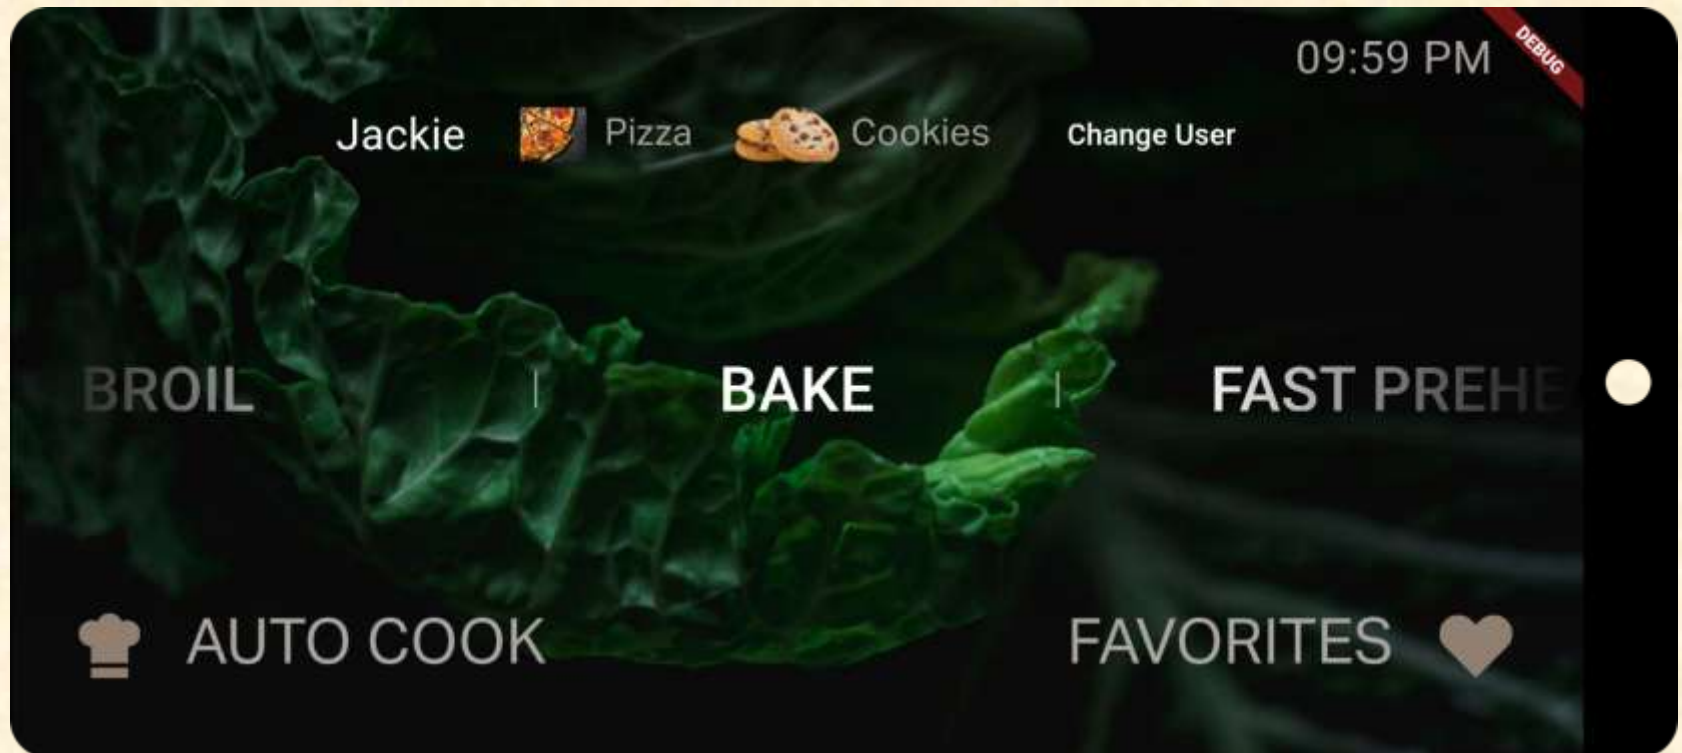 09:59 PM
DEBUG
Jackie Pizza Cookies Change User
BROIL | BAKE | FAST PREHE
AUTO COOK FAVORITES